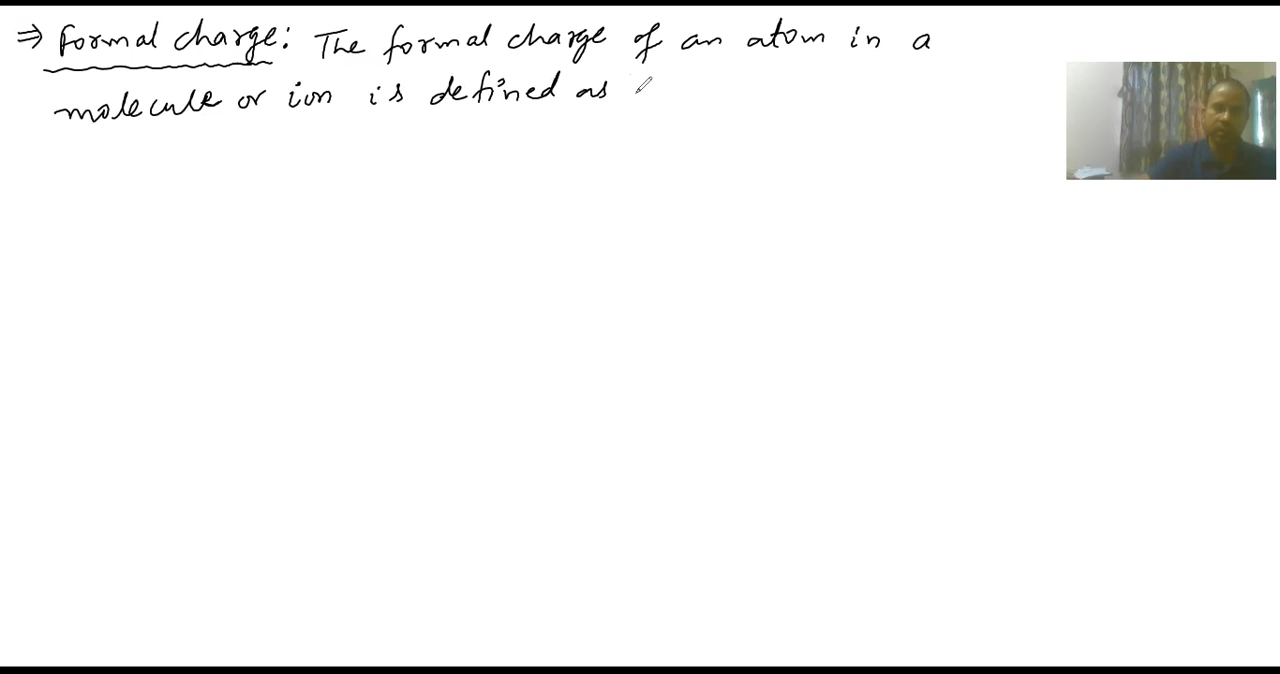 ⇒ Formal charge: The formal charge of an atom in a
molecule or ion is defined as